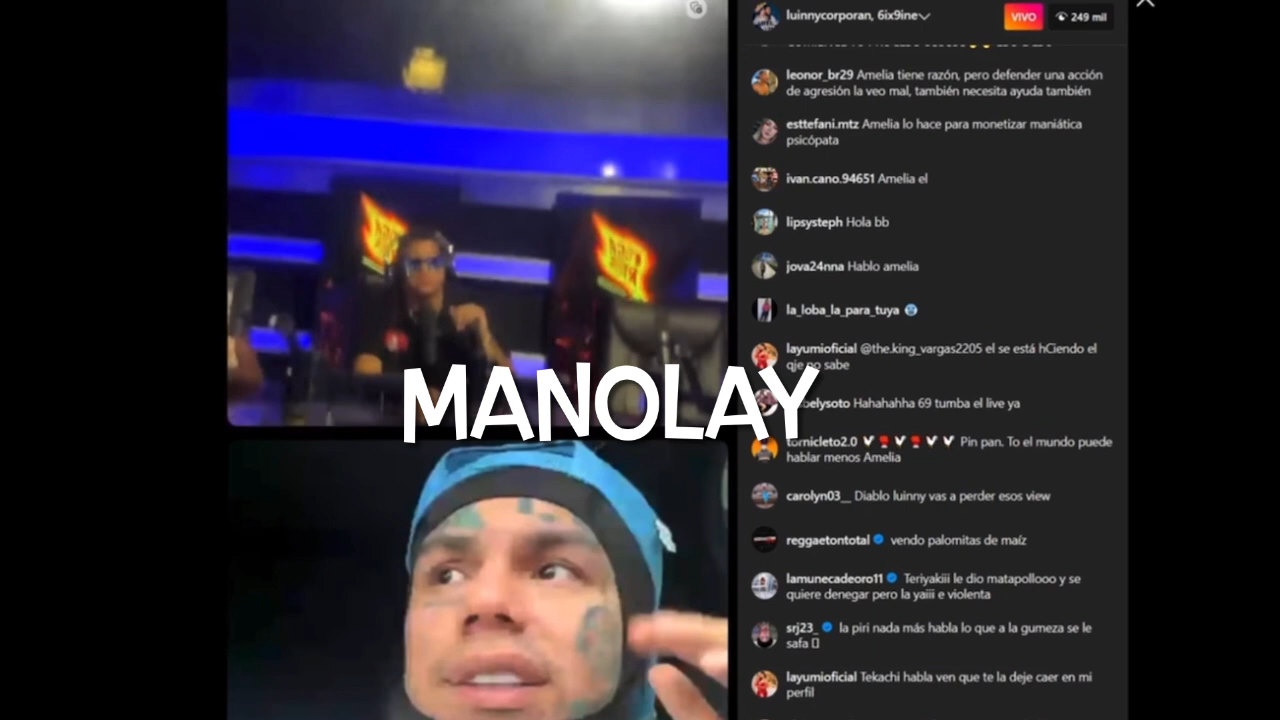 luinnycorporan, 6ix9ine
VIVO
249 mil
leonor_br29 Amelia tiene razón, pero defender una acción
de agresión la veo mal, también necesita ayuda también
esttefani.mtz Amelia lo hace para monetizar maniática
psicópata
ivan.cano.94651 Amelia el
lipsysteph Hola bb
jova24nna Hablo amelia
la_loba_la_para_tuya 🥶
layumioficial @the.king_vargas2205 el se está hCiendo el
qje no sabe
MANOLAY
belysoto Hahahahha 69 tumba el live ya
tornicleto2.0 🕊🌹🕊🌹🕊🕊 Pin pan. To el mundo puede
hablar menos Amelia
carolyn03__ Diablo luinny vas a perder esos view
reggaetontotal vendo palomitas de maíz
lamunecadeoro11 Teriyakiii le dio matapollooo y se
quiere denegar pero la yaiii e violenta
srj23_ la piri nada más habla lo que a la gumeza se le
safa
layumioficial Tekachi habla ven que te la deje caer en mi
perfil